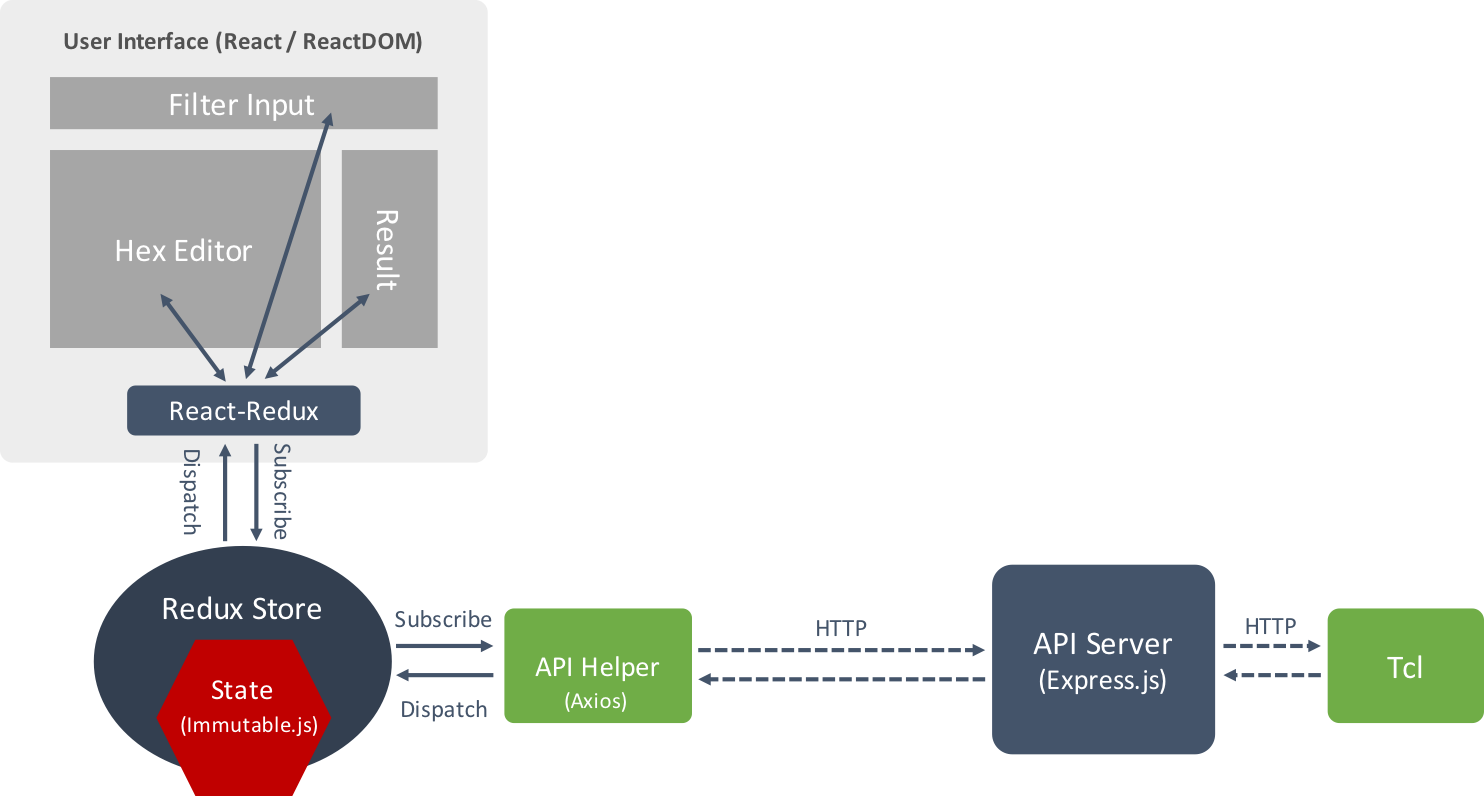 User Interface (React / ReactDOM)
Filter Input
Hex Editor
Result
React-Redux
Dispatch
Subscribe
Redux Store
State
(Immutable.js)
Subscribe
Dispatch
API Helper
(Axios)
HTTP
API Server
(Express.js)
HTTP
Tcl